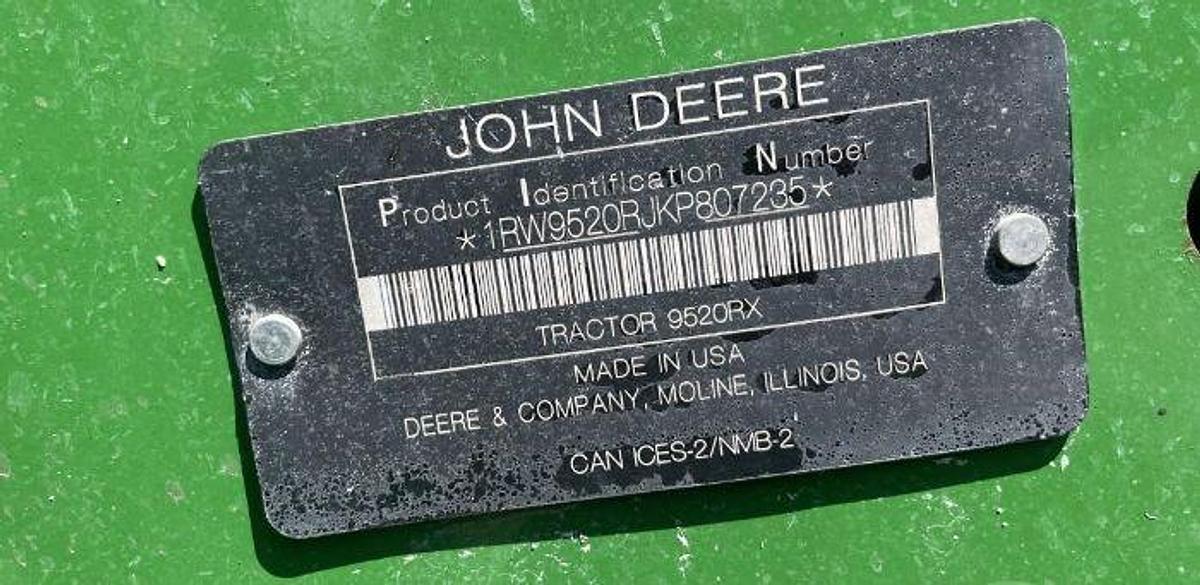 JOHN DEERE
Product Identification Number
*1RW9520RJKP807235*
TRACTOR 9520RX
MADE IN USA
DEERE & COMPANY, MOLINE, ILLINOIS, USA
CAN ICES-2/NMB-2